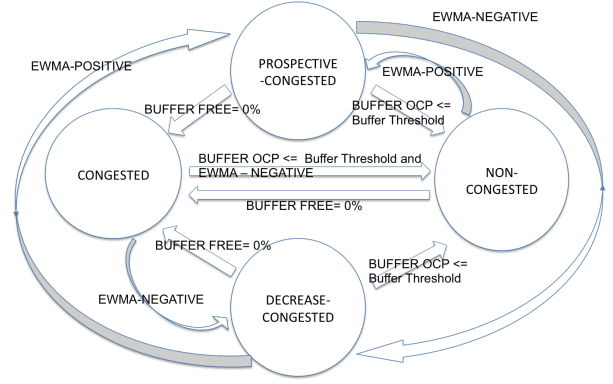 EWMA-NEGATIVE
EWMA-POSITIVE
PROSPECTIVE
-CONGESTED
EWMA-POSITIVE
BUFFER FREE= 0%
BUFFER OCP <=
Buffer Threshold
CONGESTED
BUFFER OCP <=  Buffer Threshold and
EWMA – NEGATIVE
NON-
CONGESTED
BUFFER FREE= 0%
BUFFER FREE= 0%
BUFFER OCP <=
Buffer Threshold
EWMA-NEGATIVE
DECREASE-
CONGESTED